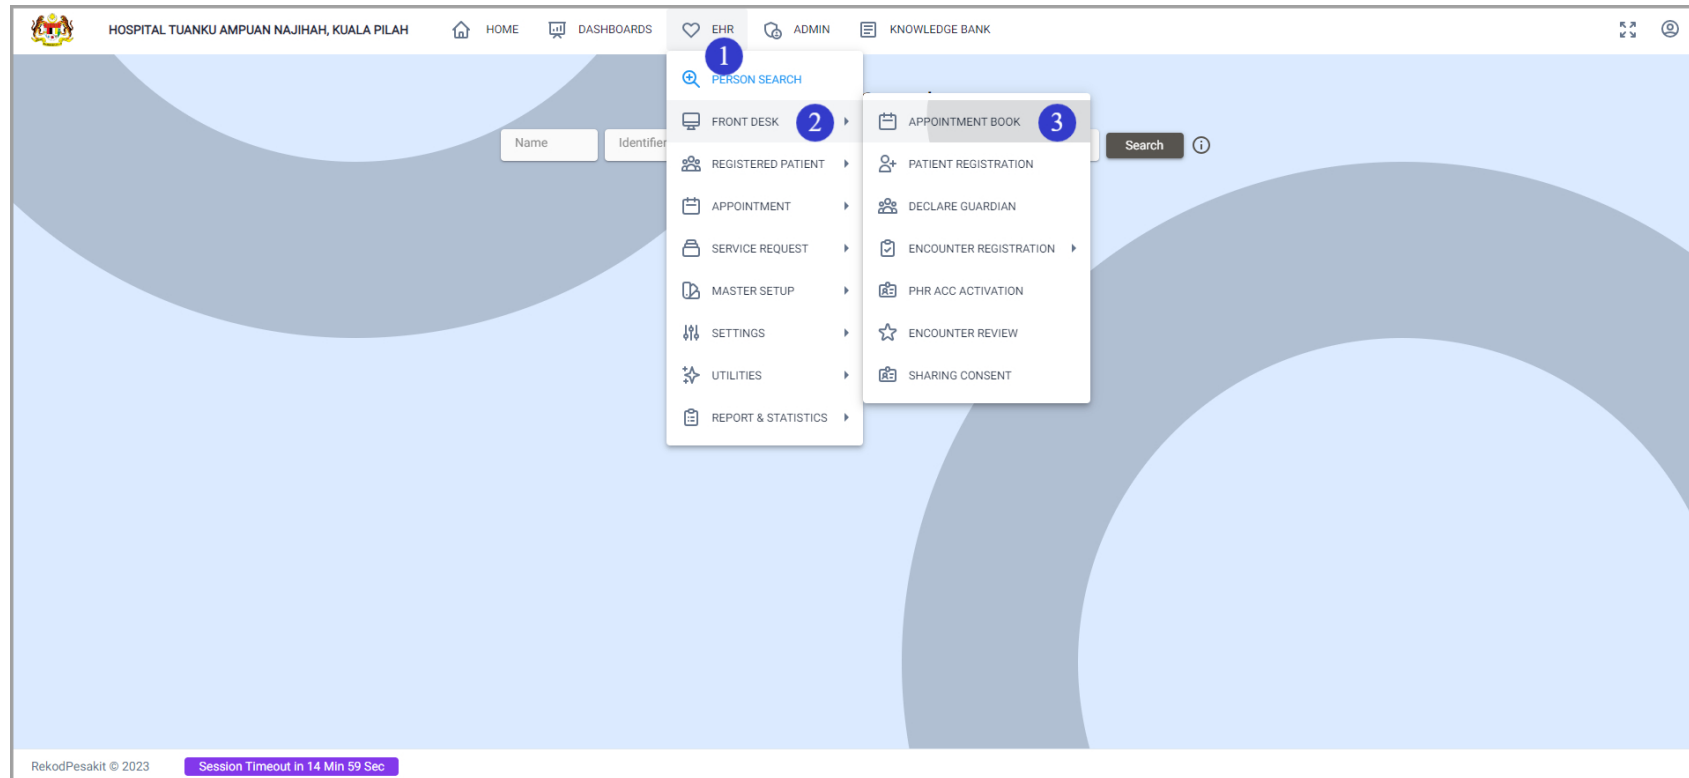 HOSPITAL TUANKU AMPUAN NAJIHAH, KUALA PILAH
HOME
DASHBOARDS
EHR
ADMIN
KNOWLEDGE BANK
1
PERSON SEARCH
FRONT DESK 2
REGISTERED PATIENT
APPOINTMENT
SERVICE REQUEST
MASTER SETUP
SETTINGS
UTILITIES
REPORT & STATISTICS
APPOINTMENT BOOK 3
PATIENT REGISTRATION
DECLARE GUARDIAN
ENCOUNTER REGISTRATION
PHR ACC ACTIVATION
ENCOUNTER REVIEW
SHARING CONSENT
Name
Identifier
Search
RekodPesakit © 2023
Session Timeout in 14 Min 59 Sec